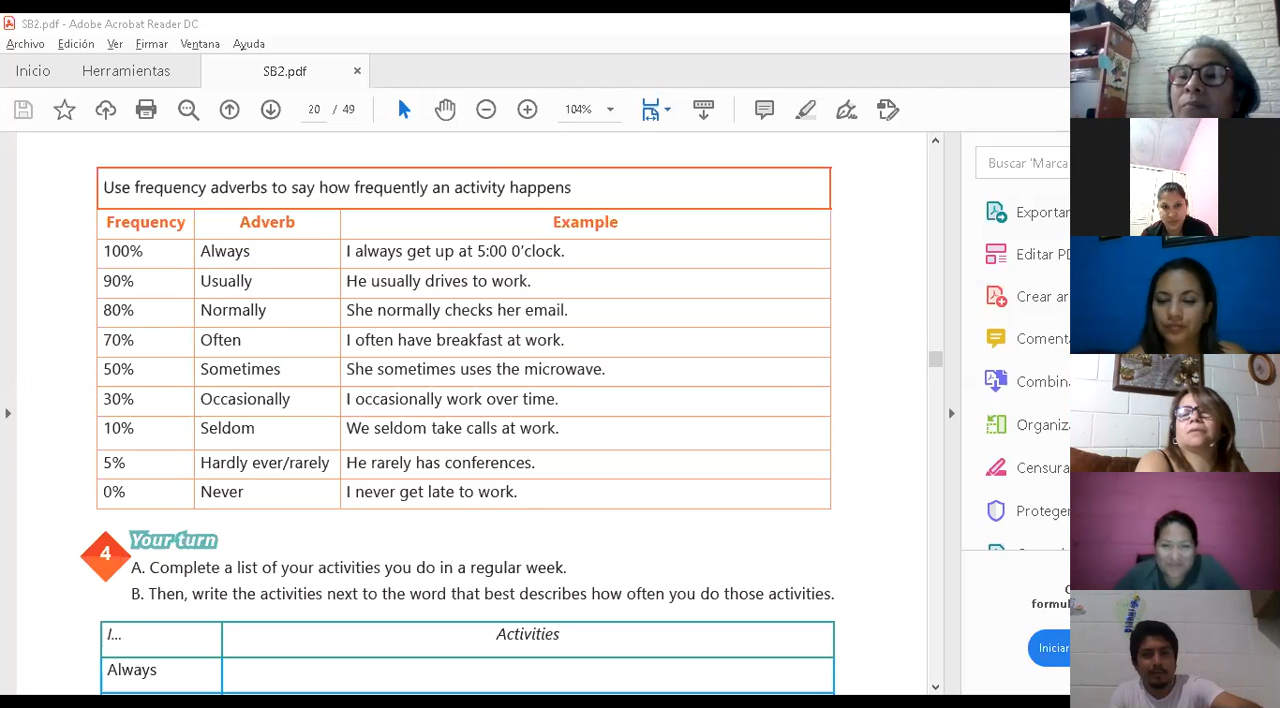 SB2.pdf - Adobe Acrobat Reader DC
Archivo Edición Ver Firmar Ventana Ayuda
Inicio Herramientas SB2.pdf ×
20 / 49 104%
Use frequency adverbs to say how frequently an activity happens
Frequency Adverb Example
100% Always I always get up at 5:00 0'clock.
90% Usually He usually drives to work.
80% Normally She normally checks her email.
70% Often I often have breakfast at work.
50% Sometimes She sometimes uses the microwave.
30% Occasionally I occasionally work over time.
10% Seldom We seldom take calls at work.
5% Hardly ever/rarely He rarely has conferences.
0% Never I never get late to work.
4 Your turn
A. Complete a list of your activities you do in a regular week.
B. Then, write the activities next to the word that best describes how often you do those activities.
I... Activities
Always
Buscar 'Marca
Exportar
Editar PD
Crear ar
Comenta
Combina
Organiza
Censura
Proteger
formul
Iniciar